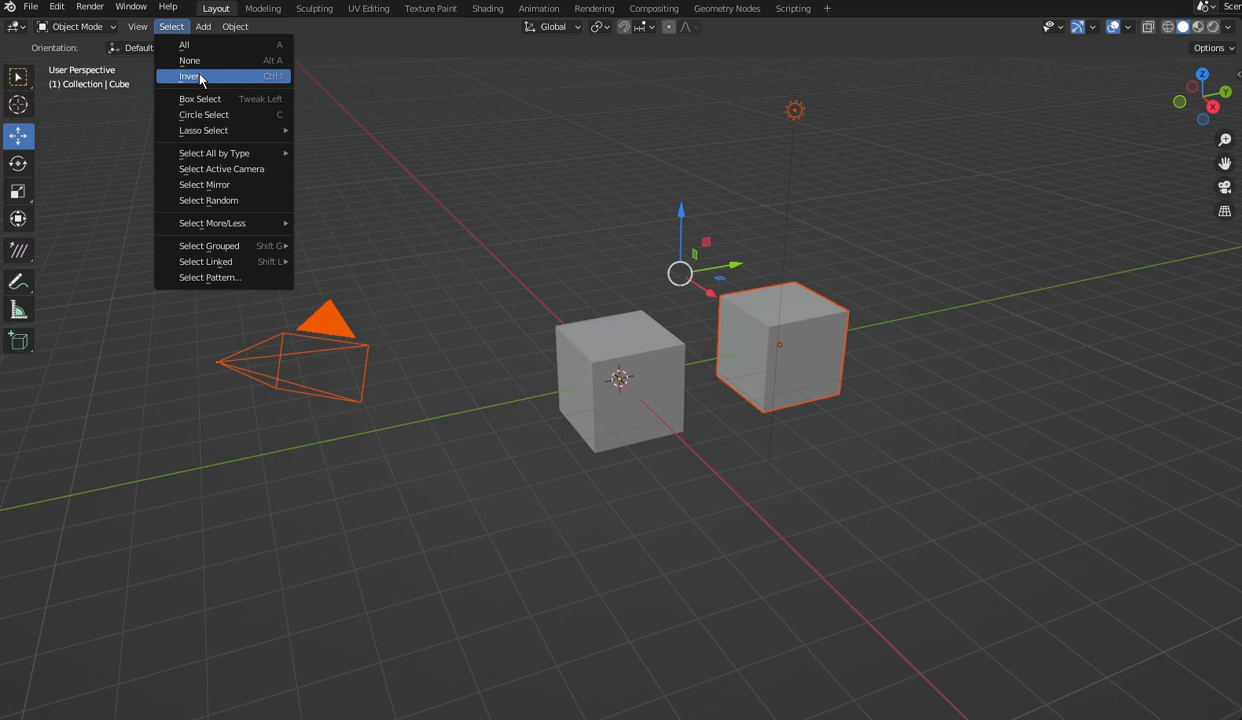 File Edit Render Window Help Layout Modeling Sculpting UV Editing Texture Paint Shading Animation Rendering Compositing Geometry Nodes Scripting + Scen
Object Mode View Select Add Object Global
Orientation: Default Options
User Perspective
(1) Collection | Cube
All A
None Alt A
Inver Ctrl I
Box Select Tweak Left
Circle Select C
Lasso Select
Select All by Type
Select Active Camera
Select Mirror
Select Random
Select More/Less
Select Grouped Shift G
Select Linked Shift L
Select Pattern...
Z
Y
X